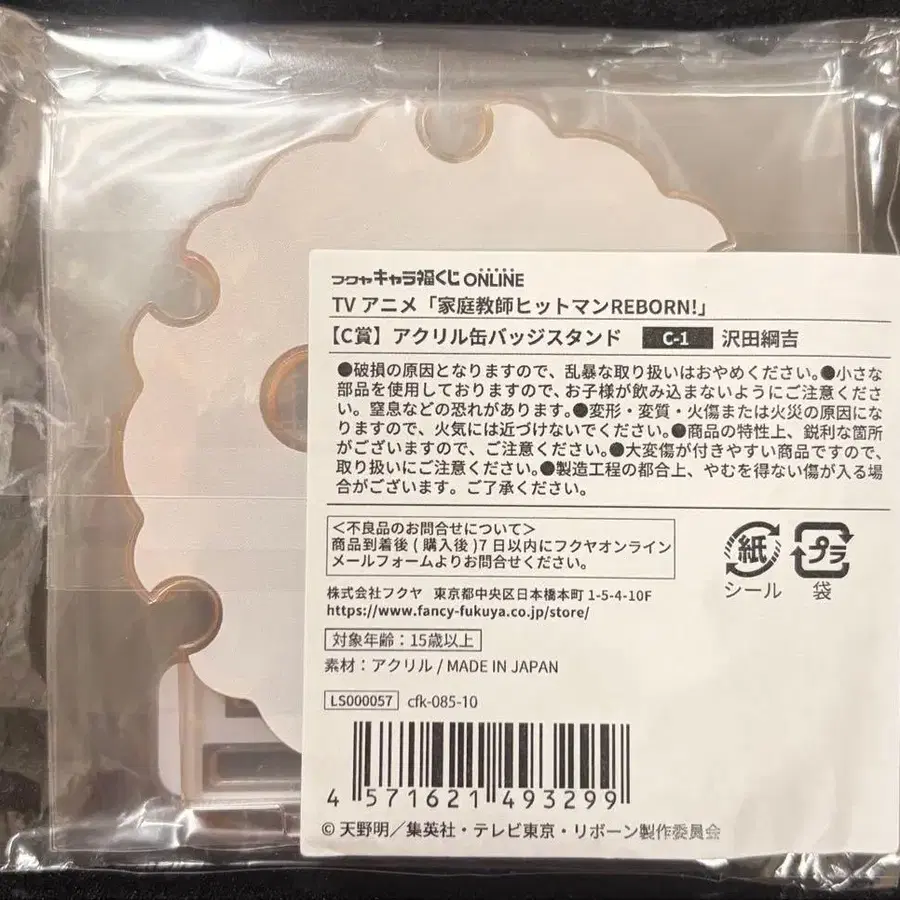 フクヤキャラ福くじONLINE
TV アニメ「家庭教師ヒットマンREBORN!」
【C賞】アクリル缶バッジスタンド C-1 沢田綱吉
●破損の原因となりますので、乱暴な取り扱いはおやめください。●小さな
部品を使用しておりますので、お子様が飲み込まないようにご注意くださ
い。窒息などの恐れがあります。●変形・変質・火傷または火災の原因にな
りますので、火気には近づけないでください。●商品の特性上、鋭利な箇所
がございますので、ご注意ください。●大変傷が付きやすい商品ですので、
取り扱いにご注意ください。●製造工程の都合上、やむを得ない傷が入る場
合がございます。ご了承ください。
<不良品のお問合せについて>
商品到着後(購入後)7日以内にフクヤオンライン
メールフォームよりお問合せください。
紙 プラ
シール 袋
株式会社フクヤ 東京都中央区日本橋本町 1-5-4-10F
https://www.fancy-fukuya.co.jp/store/
対象年齢：15歳以上
素材：アクリル / MADE IN JAPAN
LS000057 cfk-085-10
4 571621 493299
© 天野明／集英社・テレビ東京・リボーン製作委員会